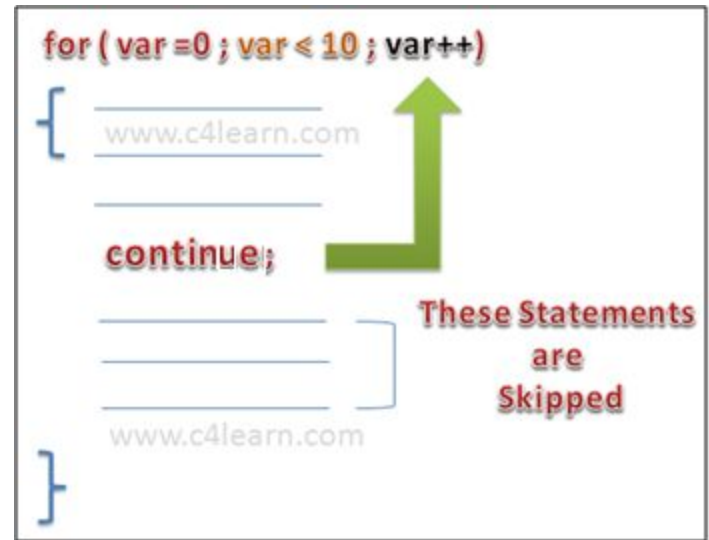 for ( var =0 ; var < 10 ; var++)
www.c4learn.com
continue;
These Statements
are
Skipped
www.c4learn.com